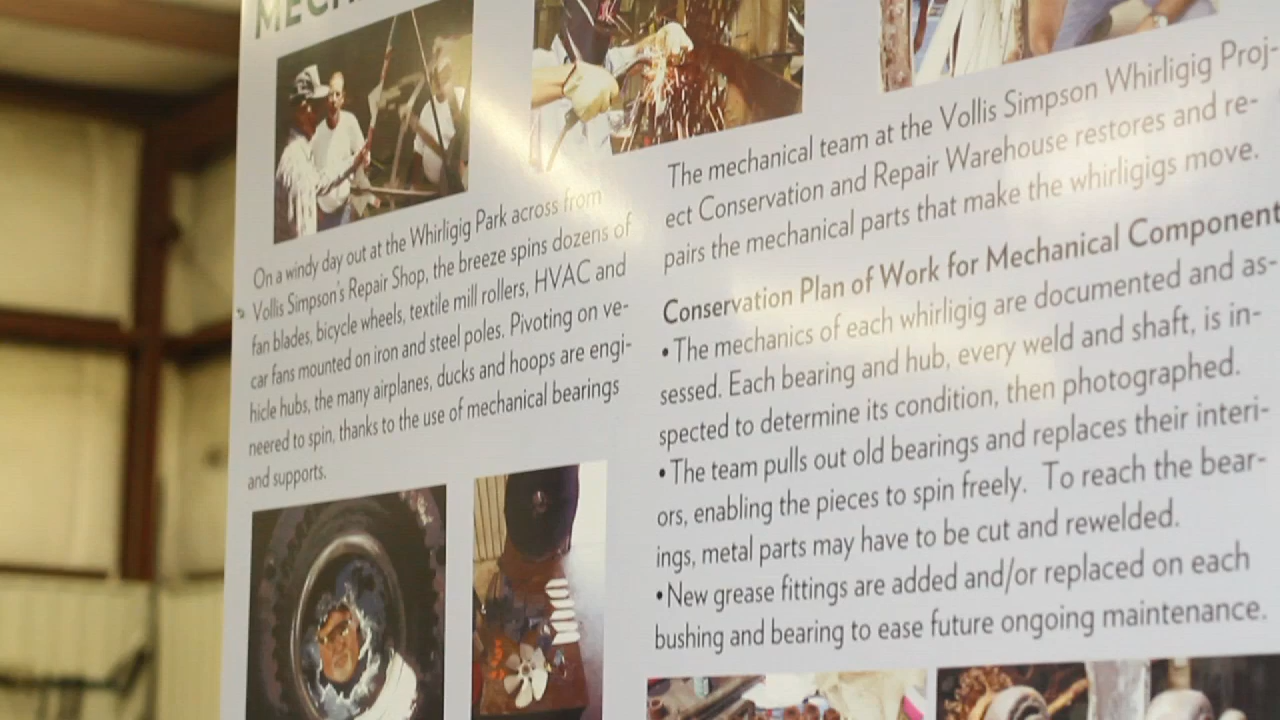 On a windy day out at the Whirligig Park across from
Vollis Simpson's Repair Shop, the breeze spins dozens of
fan blades, bicycle wheels, textile mill rollers, HVAC and
car fans mounted on iron and steel poles. Pivoting on ve-
hicle hubs, the many airplanes, ducks and hoops are engi-
neered to spin, thanks to the use of mechanical bearings
and supports.
The mechanical team at the Vollis Simpson Whirligig Proj-
ect Conservation and Repair Warehouse restores and re-
pairs the mechanical parts that make the whirligigs move.
Conservation Plan of Work for Mechanical Component
•The mechanics of each whirligig are documented and as-
sessed. Each bearing and hub, every weld and shaft, is in-
spected to determine its condition, then photographed.
•The team pulls out old bearings and replaces their interi-
ors, enabling the pieces to spin freely. To reach the bear-
ings, metal parts may have to be cut and rewelded.
•New grease fittings are added and/or replaced on each
bushing and bearing to ease future ongoing maintenance.